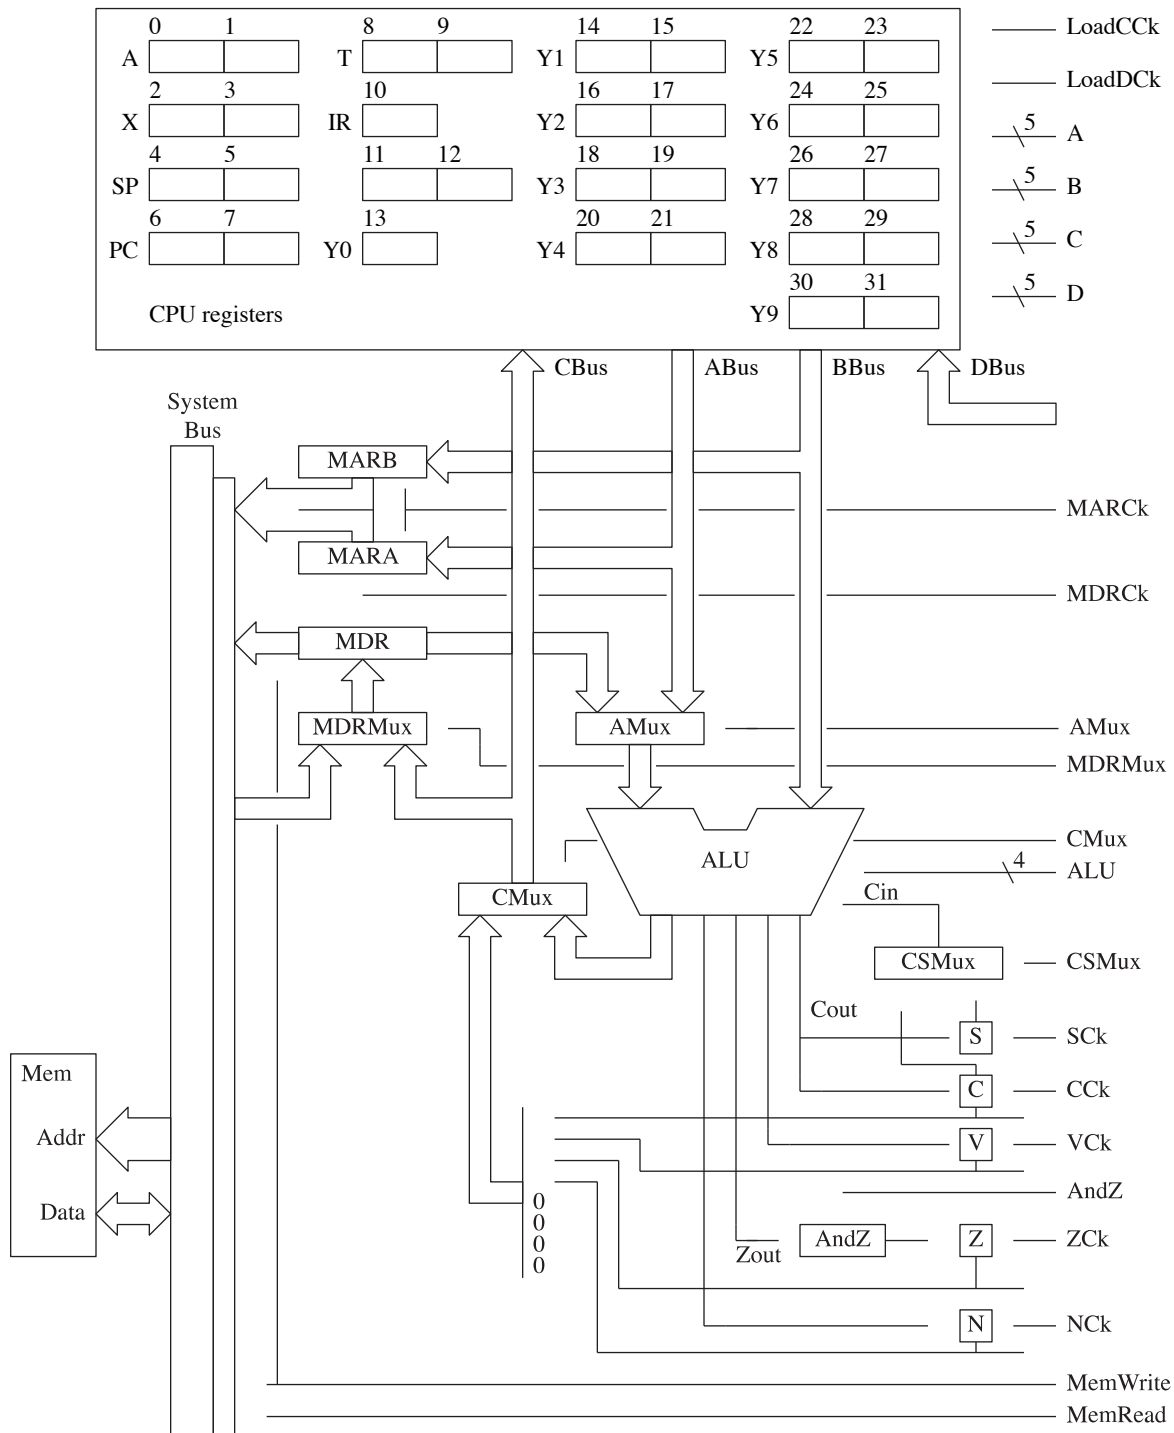 0 1 8 9 14 15 22 23 LoadCCk
A T Y1 Y5
LoadDCk
2 3 10 16 17 24 25
X IR Y2 Y6
5 A
4 5 11 12 18 19 26 27
SP Y3 Y7
5 B
6 7 13 20 21 28 29
PC Y0 Y4 Y8
5 C
30 31
5 D
CPU registers Y9
CBus ABus BBus DBus
System
Bus
MARB
MARCk
MARA
MDRCk
MDR
MDRMux AMux AMux
MDRMux
CMux
ALU 4
ALU
CMux Cin
CSMux CSMux
Cout
S SCk
Mem
C CCk
Addr V VCk
AndZ
Data 0
0
0
0
Zout AndZ Z ZCk
N NCk
MemWrite
MemRead